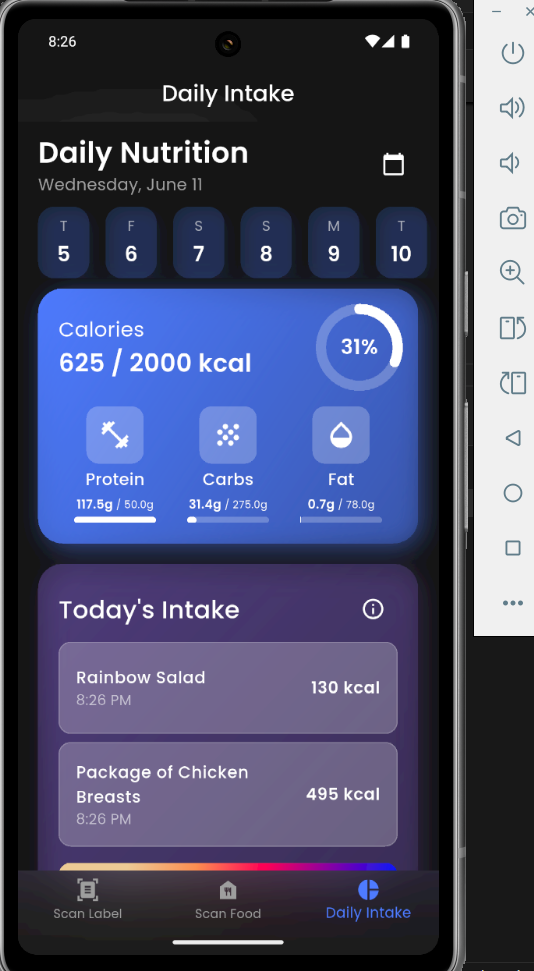 8:26
Daily Intake
Daily Nutrition
Wednesday, June 11
T F S S M T
5 6 7 8 9 10
Calories
625 / 2000 kcal
31%
Protein Carbs Fat
117.5g / 50.0g 31.4g / 275.0g 0.7g / 78.0g
Today's Intake
Rainbow Salad
8:26 PM
130 kcal
Package of Chicken
Breasts
8:26 PM
495 kcal
Scan Label Scan Food Daily Intake